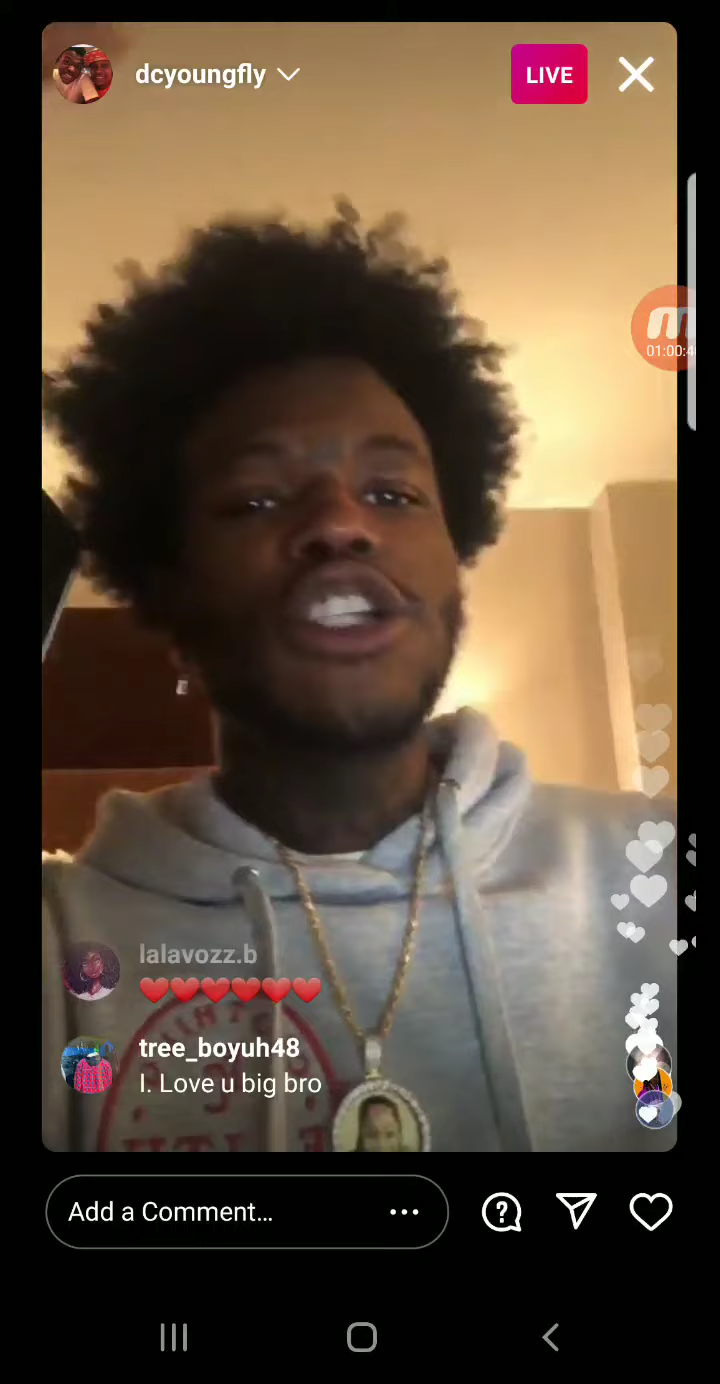 dcyoungfly
LIVE
01:00:4
lalavozz.b
tree_boyuh48
I. Love u big bro
Add a Comment...